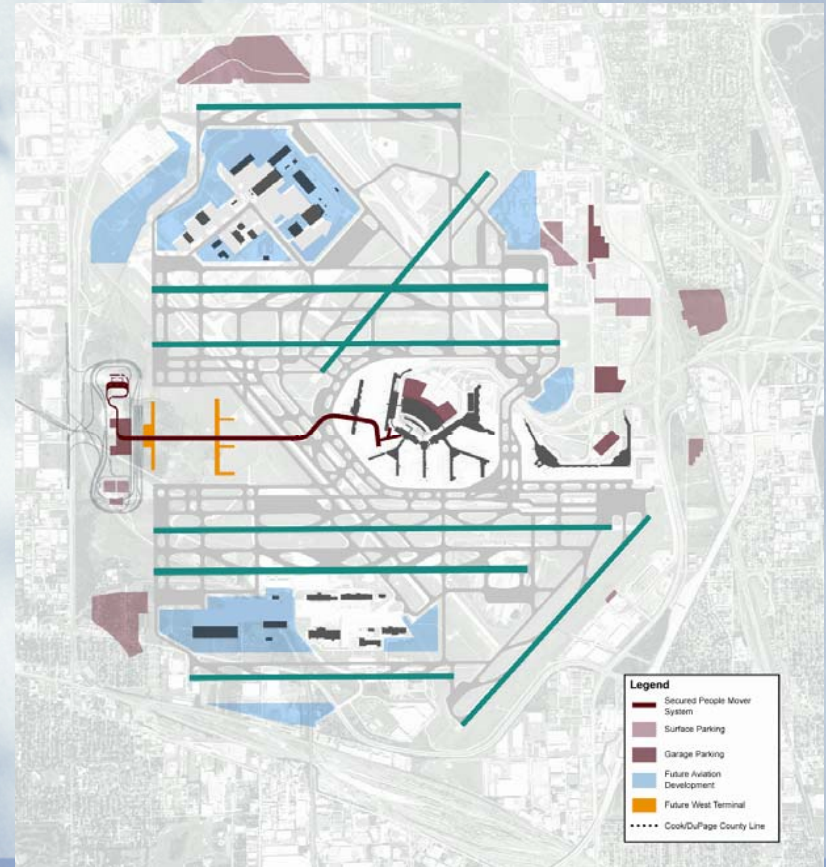 Legend
Secured People Mover
System
Surface Parking
Garage Parking
Future Aviation
Development
Future West Terminal
Cook/DuPage County Line